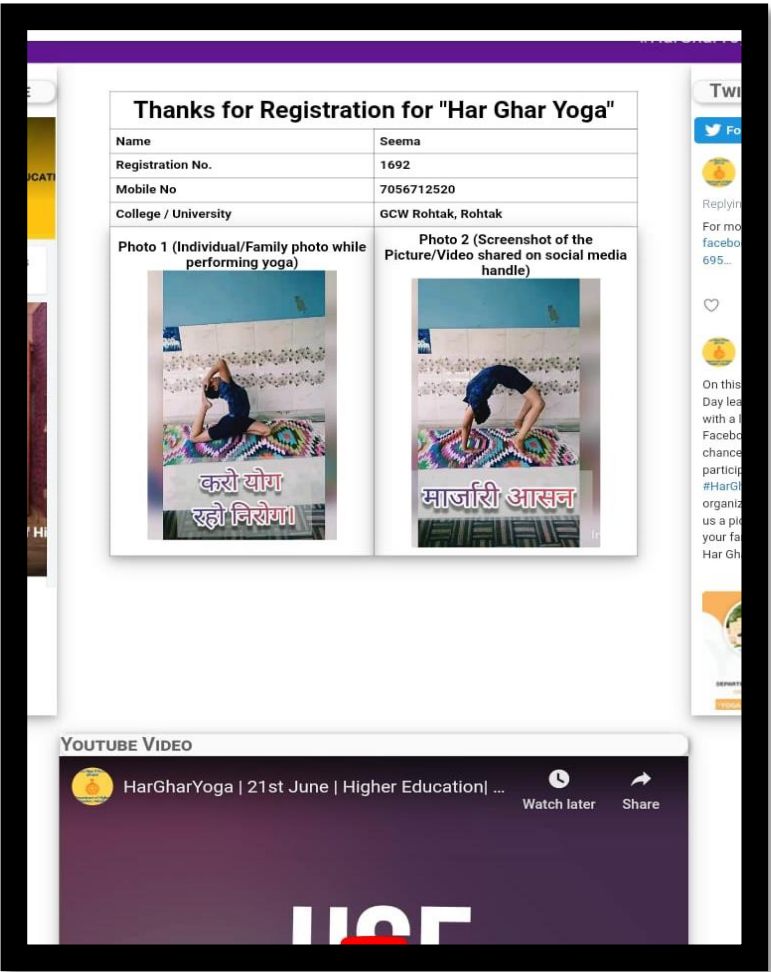 Thanks for Registration for "Har Ghar Yoga"
Name Seema
Registration No. 1692
Mobile No 7056712520
College / University GCW Rohtak, Rohtak
Photo 1 (Individual/Family photo while
performing yoga)
करो योग
रहो निरोग।
Photo 2 (Screenshot of the
Picture/Video shared on social media
handle)
मार्जारी आसन
YOUTUBE VIDEO
HarGharYoga | 21st June | Higher Education| ...
Watch later
Share
Replyin
For mo
facebo
695...
On this
Day lea
with a l
Facebo
chance
particip
#HarGh
organiz
us a pi
your fa
Har Gh